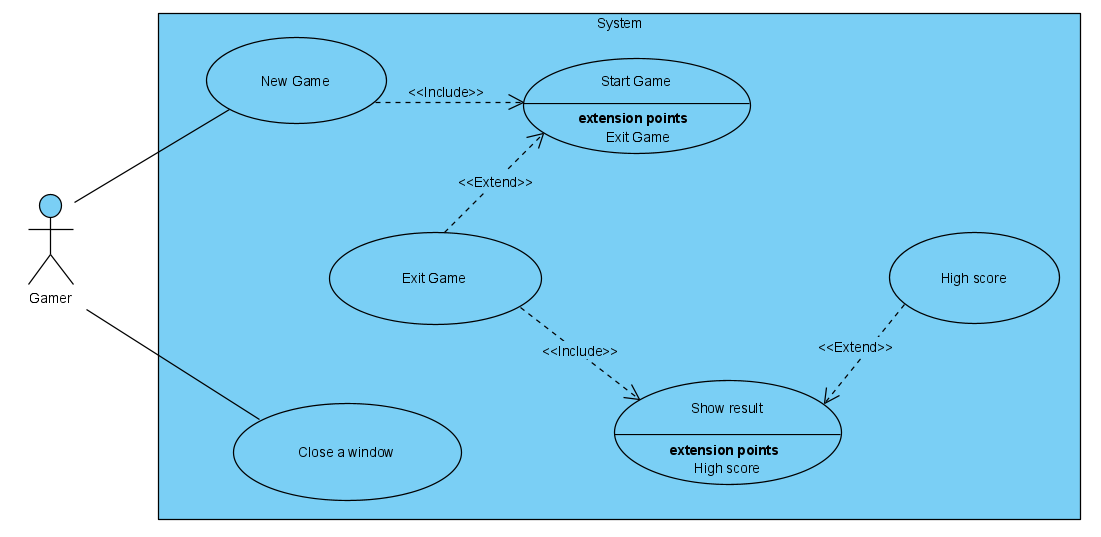 System
New Game
<<Include>>
Start Game
extension points
Exit Game
<<Extend>>
Gamer
Exit Game
High score
<<Include>>
<<Extend>>
Show result
extension points
High score
Close a window